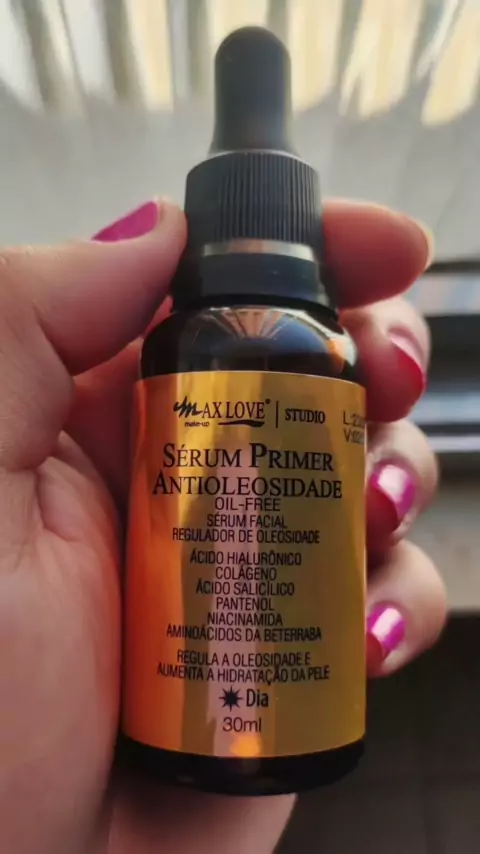 MAX LOVE® | STUDIO
make-up
SÉRUM PRIMER
ANTIOLEOSIDADE
OIL-FREE
SÉRUM FACIAL
REGULADOR DE OLEOSIDADE
ÁCIDO HIALURÔNICO
COLÁGENO
ÁCIDO SALICÍLICO
PANTENOL
NIACINAMIDA
AMINOÁCIDOS DA BETERRABA
REGULA A OLEOSIDADE E
AUMENTA A HIDRATAÇÃO DA PELE
Dia
30ml